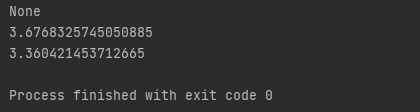 None
3.6768325745050885
3.360421453712665
Process finished with exit code 0